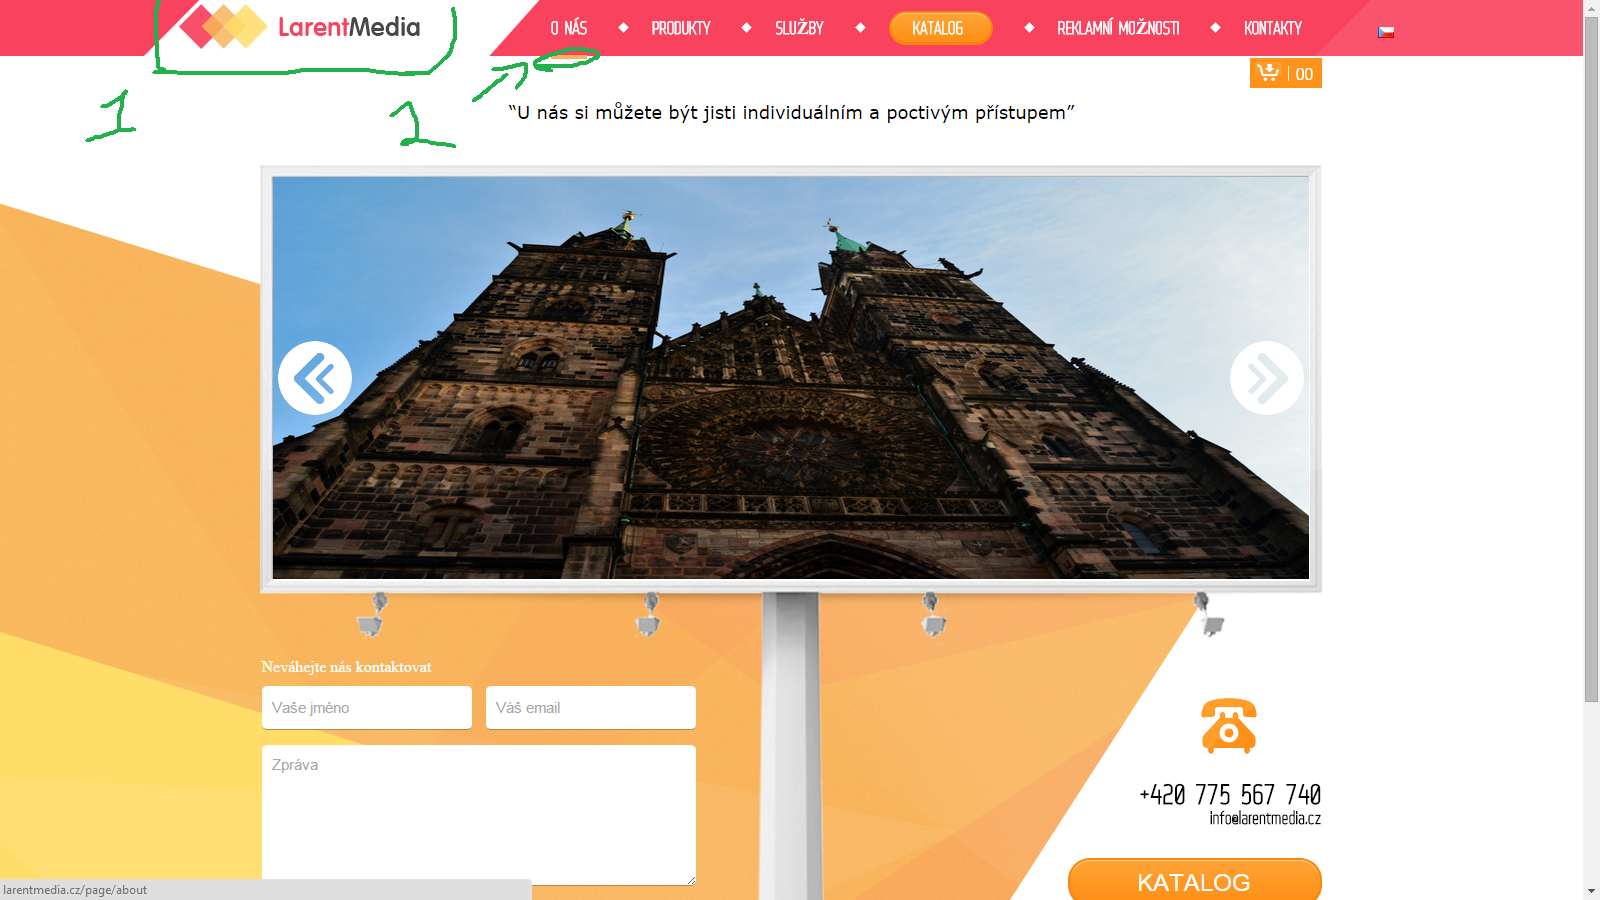 LarentMedia
O NÁS
PRODUKTY
SLUŽBY
KATALOG
REKLAMNÍ MOŽNOSTI
KONTAKTY
00
1
1
“U nás si můžete být jisti individuálním a poctivým přístupem”
Neváhejte nás kontaktovat
Vaše jméno
Váš email
Zpráva
+420 775 567 740
info@larentmedia.cz
KATALOG
larentmedia.cz/page/about